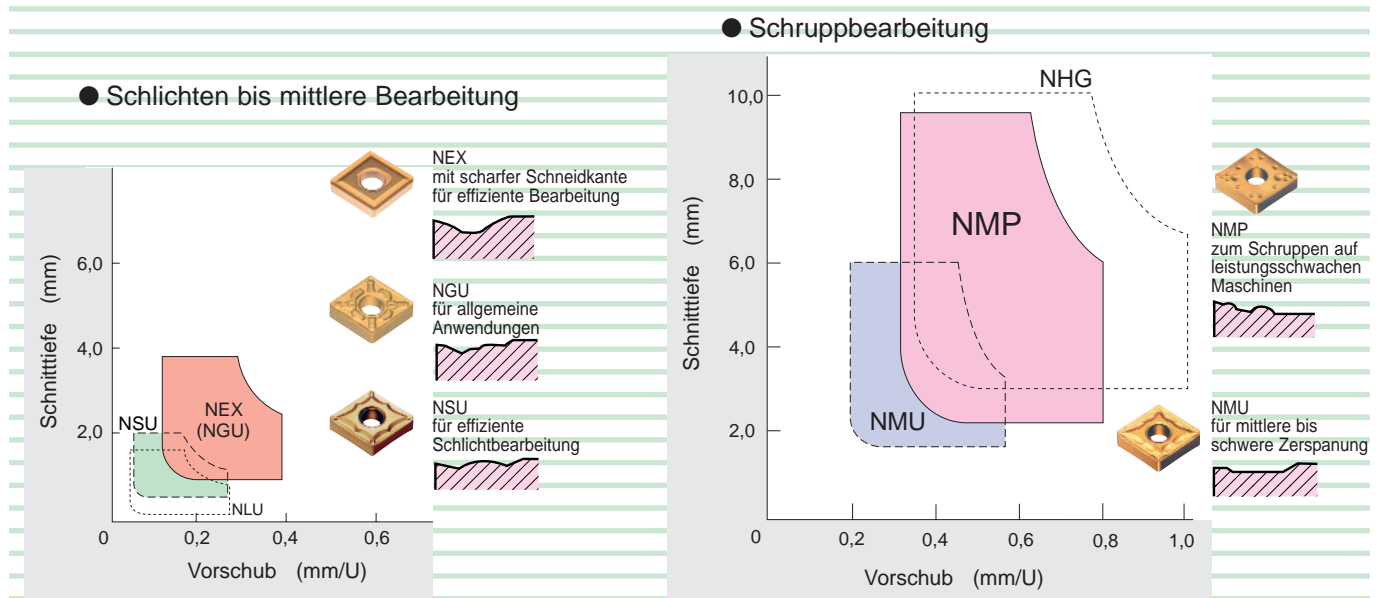 ● Schlichten bis mittlere Bearbeitung
Schnitttiefe (mm)
6,0
4,0
2,0
0
0,2
0,4
0,6
Vorschub (mm/U)
NSU
NEX
(NGU)
NLU
NEX
mit scharfer Schneidkante
für effiziente Bearbeitung
NGU
für allgemeine
Anwendungen
NSU
für effiziente
Schlichtbearbeitung
● Schruppbearbeitung
Schnitttiefe (mm)
10,0
8,0
6,0
4,0
2,0
0
0,2
0,4
0,6
0,8
1,0
Vorschub (mm/U)
NHG
NMP
NMU
NMP
zum Schruppen auf
leistungsschwachen
Maschinen
NMU
für mittlere bis
schwere Zerspanung